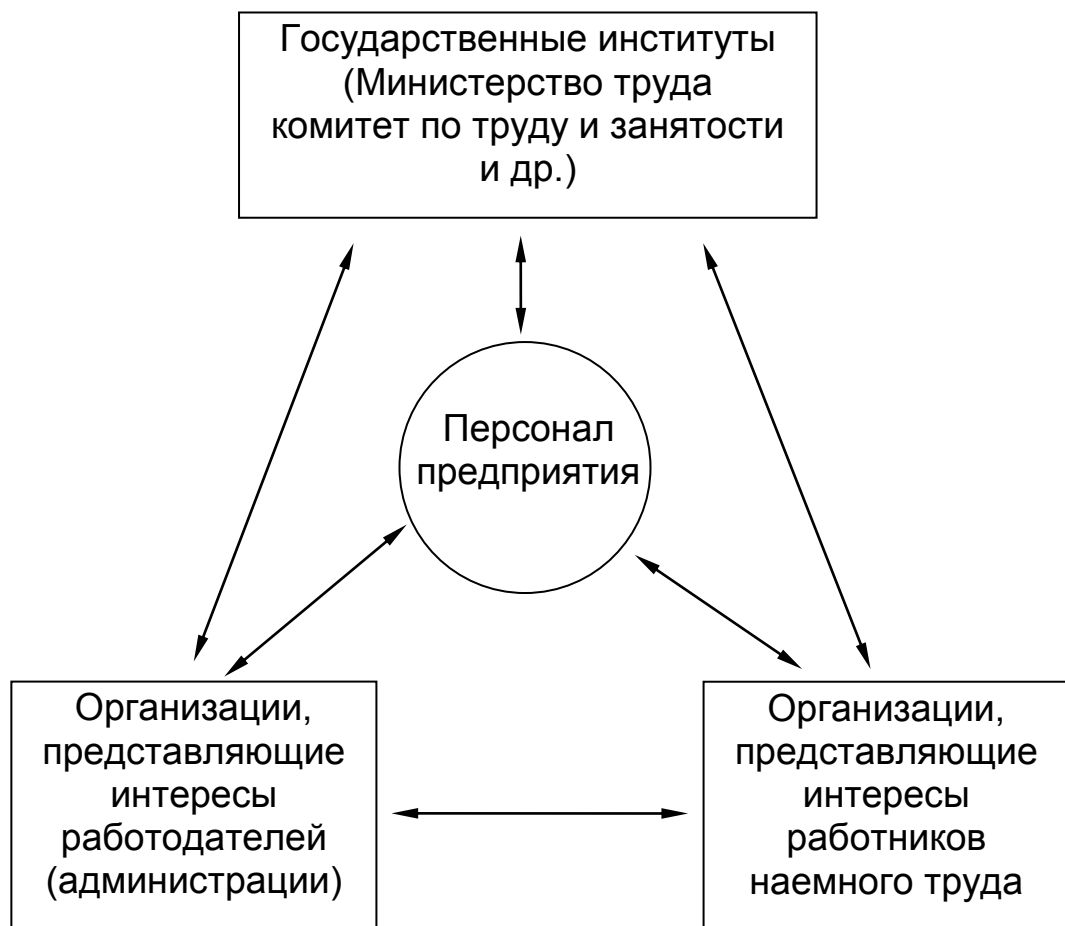 Государственные институты
(Министерство труда
комитет по труду и занятости
и др.)
Персонал
предприятия
Организации,
представляющие
интересы
работодателей
(администрации)
Организации,
представляющие
интересы
работников
наемного труда